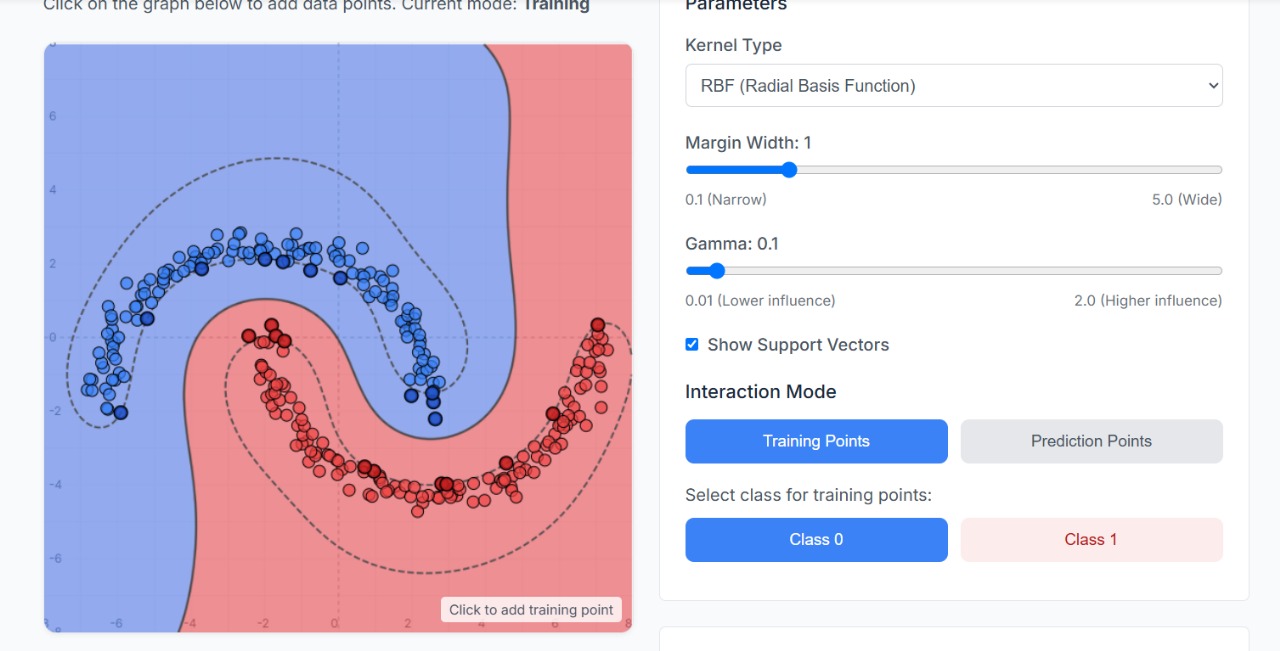 Click on the graph below to add data points. Current mode: Training
8
6
4
2
0
-2
-4
-6
-8
8 -6 -4 -2 0 2 4 6 8
Click to add training point
Parameters
Kernel Type
RBF (Radial Basis Function)
Margin Width: 1
0.1 (Narrow) 5.0 (Wide)
Gamma: 0.1
0.01 (Lower influence) 2.0 (Higher influence)
Show Support Vectors
Interaction Mode
Training Points Prediction Points
Select class for training points:
Class 0 Class 1